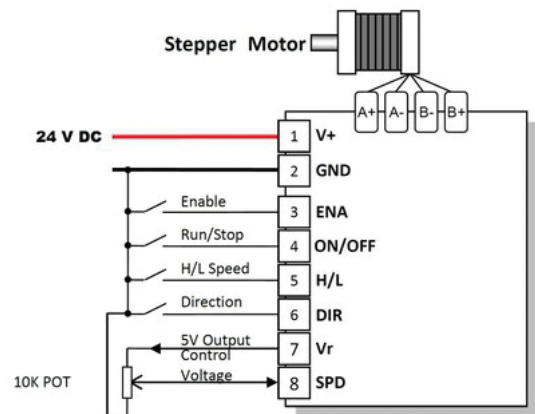 Stepper Motor
A+ A- B- B+
24 V DC 1 V+
2 GND
Enable 3 ENA
Run/Stop 4 ON/OFF
H/L Speed 5 H/L
Direction 6 DIR
5V Output 7 Vr
Control
10K POT Voltage 8 SPD